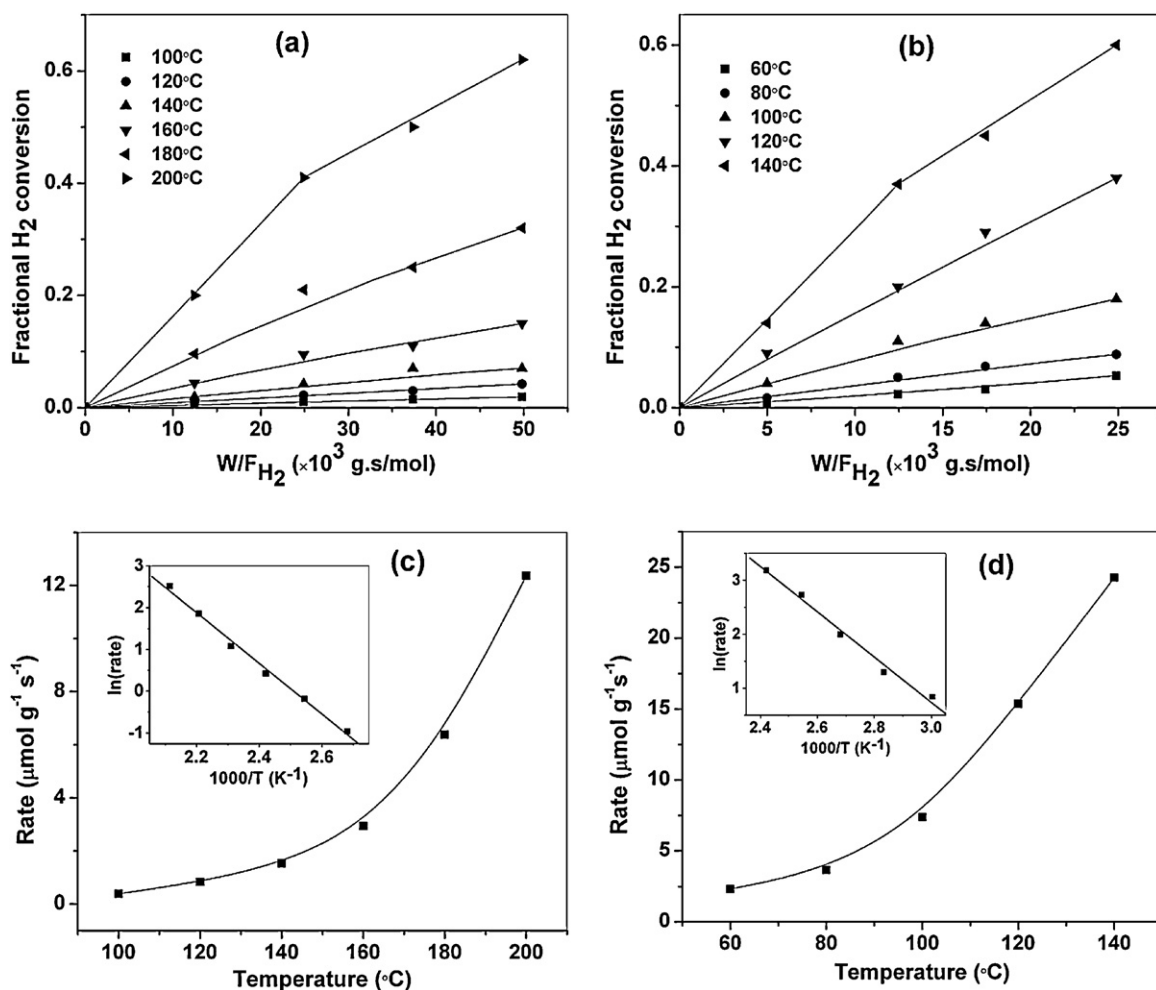 (a)
100°C
120°C
140°C
160°C
180°C
200°C
0.6
0.4
0.2
0.0
Fractional H2 conversion
0 10 20 30 40 50
W/FH2 (×10³ g.s/mol)
(b)
60°C
80°C
100°C
120°C
140°C
0.6
0.4
0.2
0.0
Fractional H2 conversion
0 5 10 15 20 25
W/FH2 (×10³ g.s/mol)
(c)
12
8
4
0
Rate (μmol g⁻¹ s⁻¹)
100 120 140 160 180 200
Temperature (°C)
3
2
1
0
-1
ln(rate)
2.2 2.4 2.6
1000/T (K⁻¹)
(d)
25
20
15
10
5
0
Rate (μmol g⁻¹ s⁻¹)
60 80 100 120 140
Temperature (°C)
3
2
1
ln(rate)
2.4 2.6 2.8 3.0
1000/T (K⁻¹)